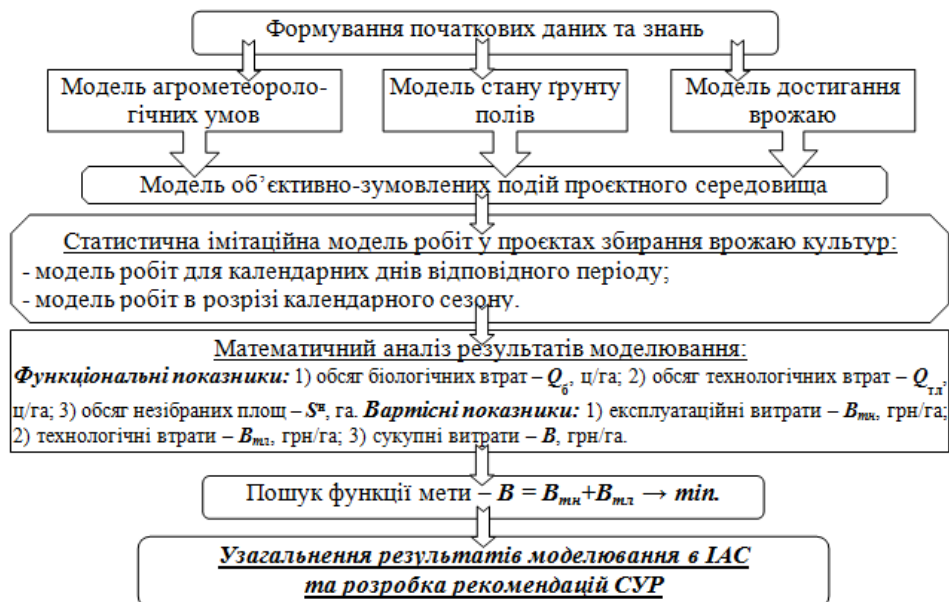 Формування початкових даних та знань
Модель агрометеороло-
гічних умов
Модель стану ґрунту
полів
Модель достигання
врожаю
Модель об’єктивно-зумовлених подій проєктного середовища
Статистична імітаційна модель робіт у проєктах збирання врожаю культур:
- модель робіт для календарних днів відповідного періоду;
- модель робіт в розрізі календарного сезону.
Математичний аналіз результатів моделювання:
Функціональні показники: 1) обсяг біологічних втрат – Qб, ц/га; 2) обсяг технологічних втрат – Qт.л,
ц/га; 3) обсяг незібраних площ – Sн, га. Вартісні показники: 1) експлуатаційні витрати – Bтн, грн/га;
2) технологічні втрати – Bтл, грн/га; 3) сукупні витрати – B, грн/га.
Пошук функції мети – B = Bтн+Bтл → min.
Узагальнення результатів моделювання в ІАС
та розробка рекомендацій СУР